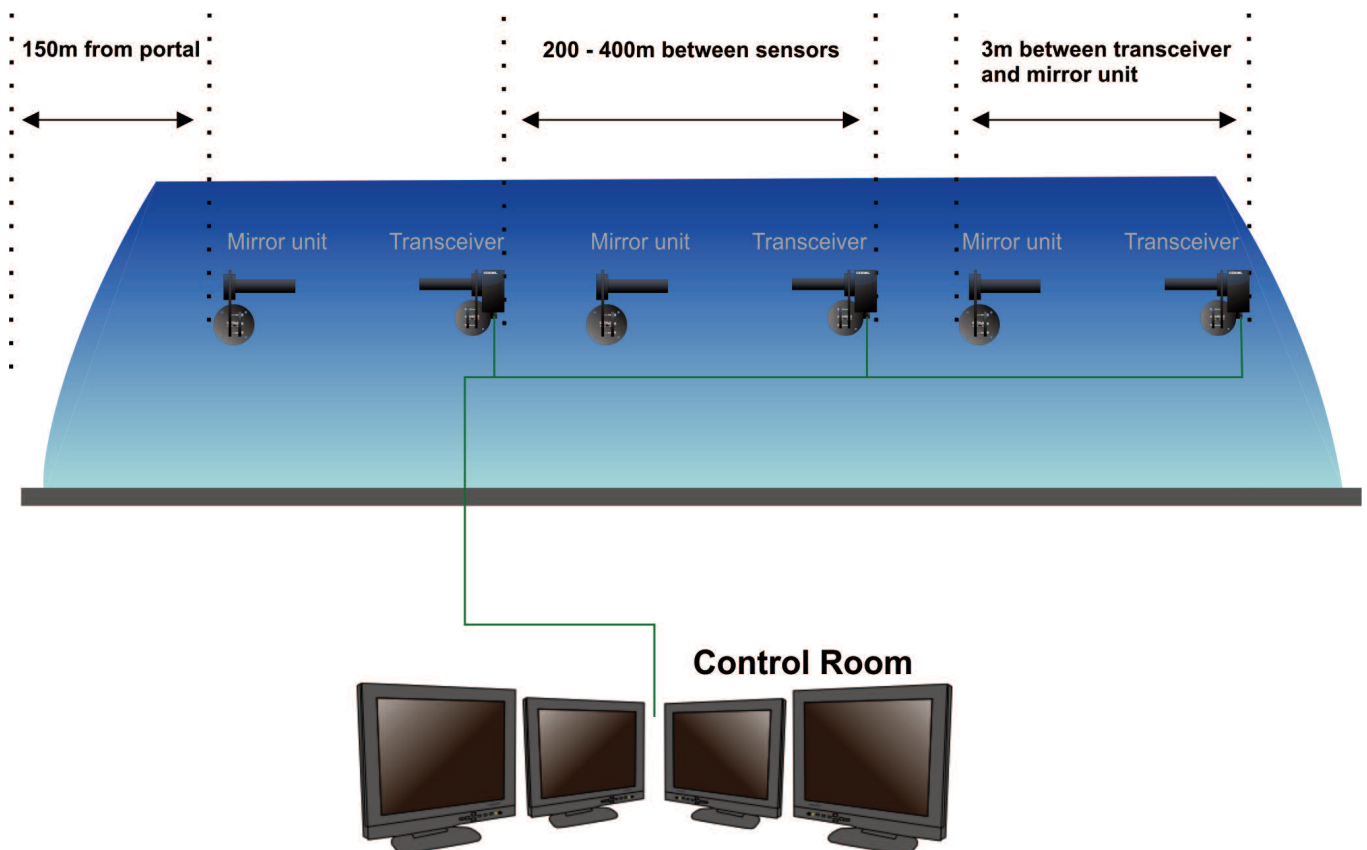 150m from portal
200 - 400m between sensors
3m between transceiver
and mirror unit
Mirror unit
Transceiver
Mirror unit
Transceiver
Mirror unit
Transceiver
Control Room